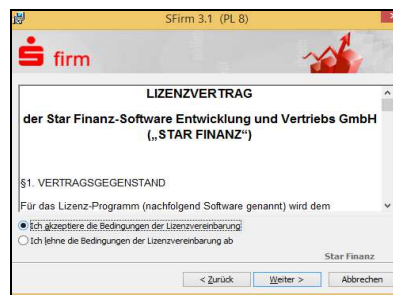 SFirm 3.1 (PL 8)
firm
LIZENZVERTRAG
der Star Finanz-Software Entwicklung und Vertriebs GmbH
(„STAR FINANZ“)
§1. VERTRAGSGEGENSTAND
Für das Lizenz-Programm (nachfolgend Software genannt) wird dem
Ich akzeptiere die Bedingungen der Lizenzvereinbarung
Ich lehne die Bedingungen der Lizenzvereinbarung ab
Star Finanz
< Zurück Weiter > Abbrechen